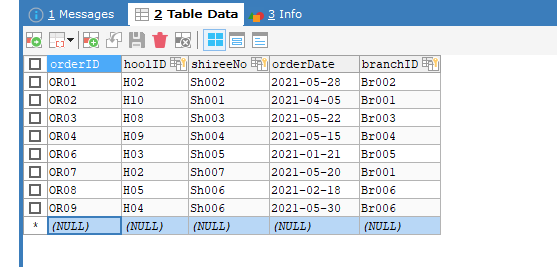 1 Messages 2 Table Data 3 Info
orderID hoolID shireeNo orderDate branchID
OR01 H02 Sh002 2021-05-28 Br002
OR02 H10 Sh001 2021-04-05 Br001
OR03 H08 Sh003 2021-05-22 Br003
OR04 H09 Sh004 2021-05-15 Br004
OR06 H03 Sh005 2021-01-21 Br005
OR07 H02 Sh007 2021-05-20 Br001
OR08 H05 Sh006 2021-02-18 Br006
OR09 H04 Sh006 2021-05-30 Br006
* (NULL) (NULL) (NULL) (NULL) (NULL)